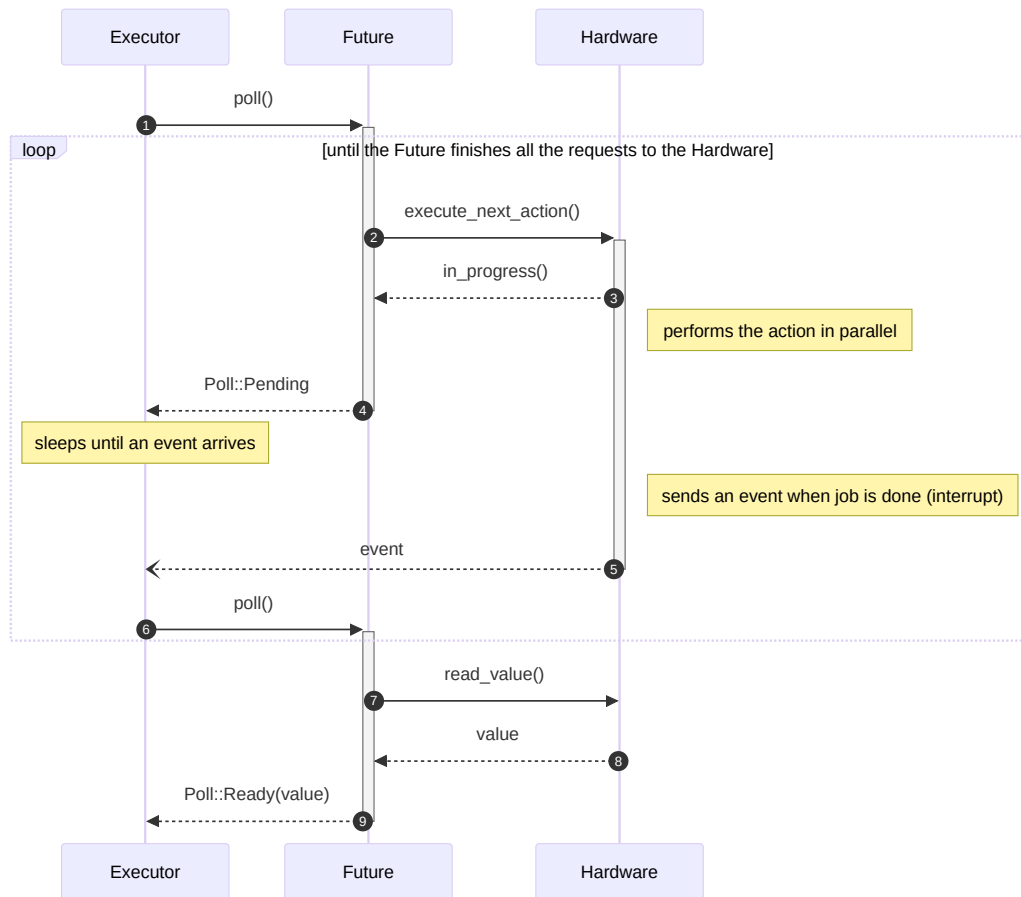 Executor
Future
Hardware
poll()
1
loop
[until the Future finishes all the requests to the Hardware]
execute_next_action()
2
in_progress()
3
performs the action in parallel
Poll::Pending
4
sleeps until an event arrives
sends an event when job is done (interrupt)
event
5
poll()
6
read_value()
7
value
8
Poll::Ready(value)
9
Executor
Future
Hardware